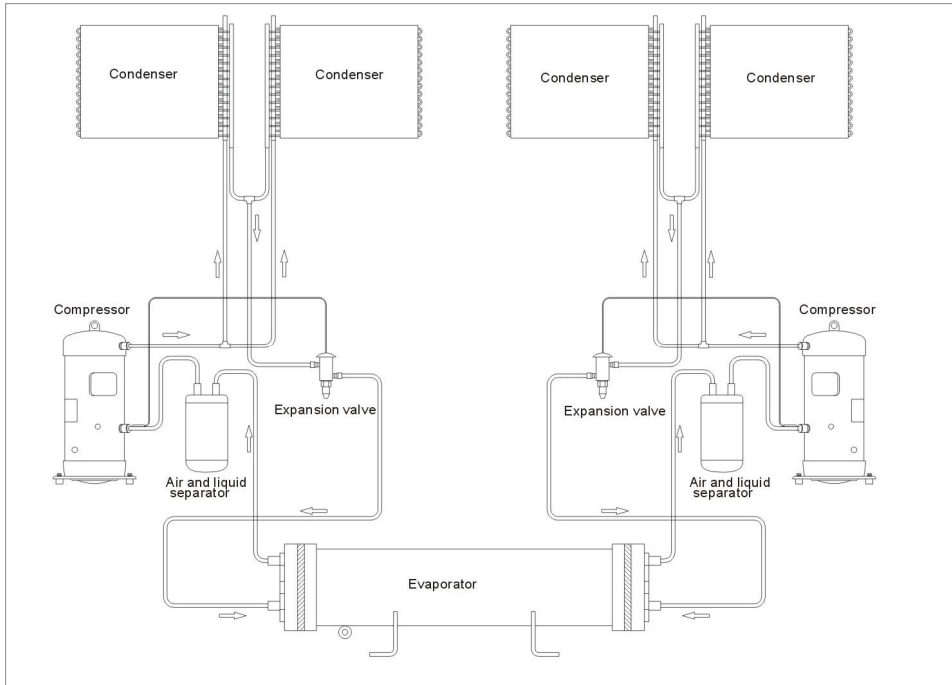 Condenser
Condenser
Condenser
Condenser
Compressor
Compressor
Expansion valve
Expansion valve
Air and liquid
separator
Air and liquid
separator
Evaporator